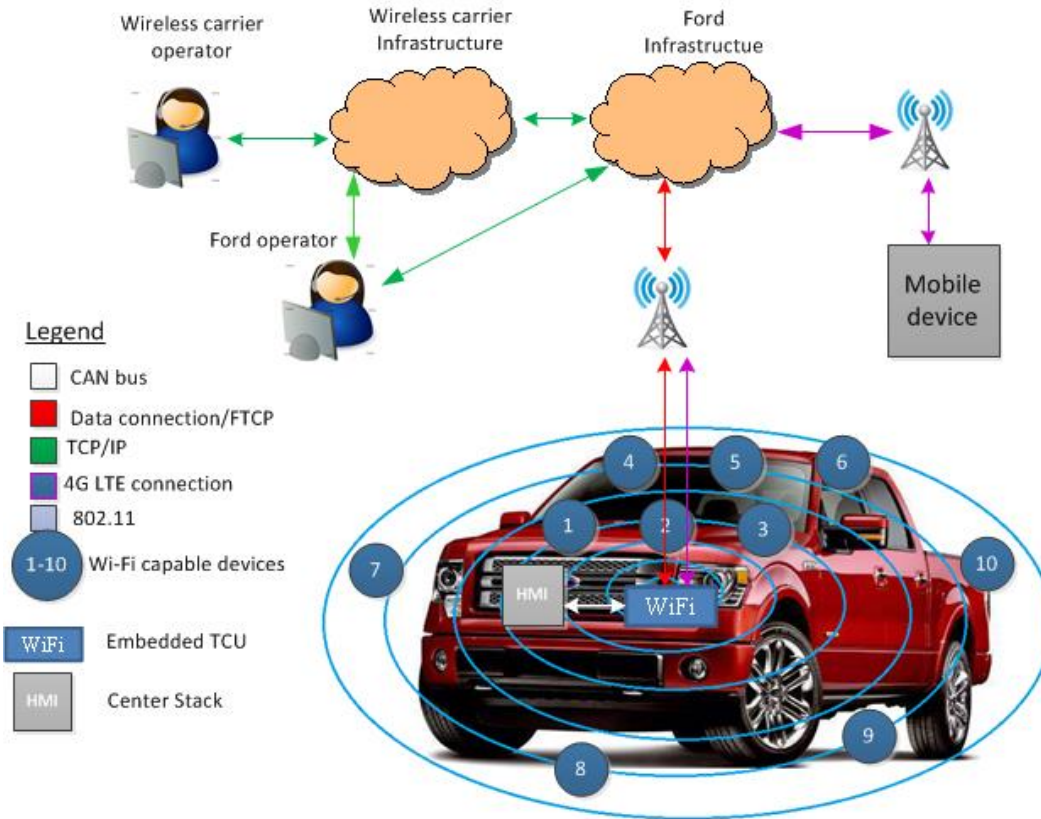 Wireless carrier
operator
Wireless carrier
Infrastructure
Ford
Infrastructue
Ford operator
Mobile
device
Legend
CAN bus
Data connection/FTCP
TCP/IP
4G LTE connection
802.11
1-10 Wi-Fi capable devices
WiFi Embedded TCU
HMI Center Stack
4
5
6
1
2
3
7
10
HMI
WiFi
9
8